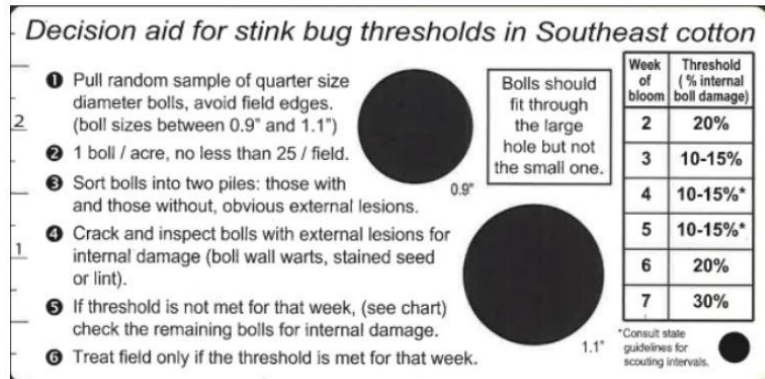 Decision aid for stink bug thresholds in Southeast cotton
❶ Pull random sample of quarter size
diameter bolls, avoid field edges.
(boll sizes between 0.9" and 1.1")
❷ 1 boll / acre, no less than 25 / field.
❸ Sort bolls into two piles: those with
and those without, obvious external lesions.
❹ Crack and inspect bolls with external lesions for
internal damage (boll wall warts, stained seed
or lint).
❺ If threshold is not met for that week, (see chart)
check the remaining bolls for internal damage.
❻ Treat field only if the threshold is met for that week.
2
1
0.9"
1.1"
Bolls should
fit through
the large
hole but not
the small one.
Week of bloom Threshold (% internal boll damage)
2 20%
3 10-15%
4 10-15%*
5 10-15%*
6 20%
7 30%
*Consult state
guidelines for
scouting intervals.